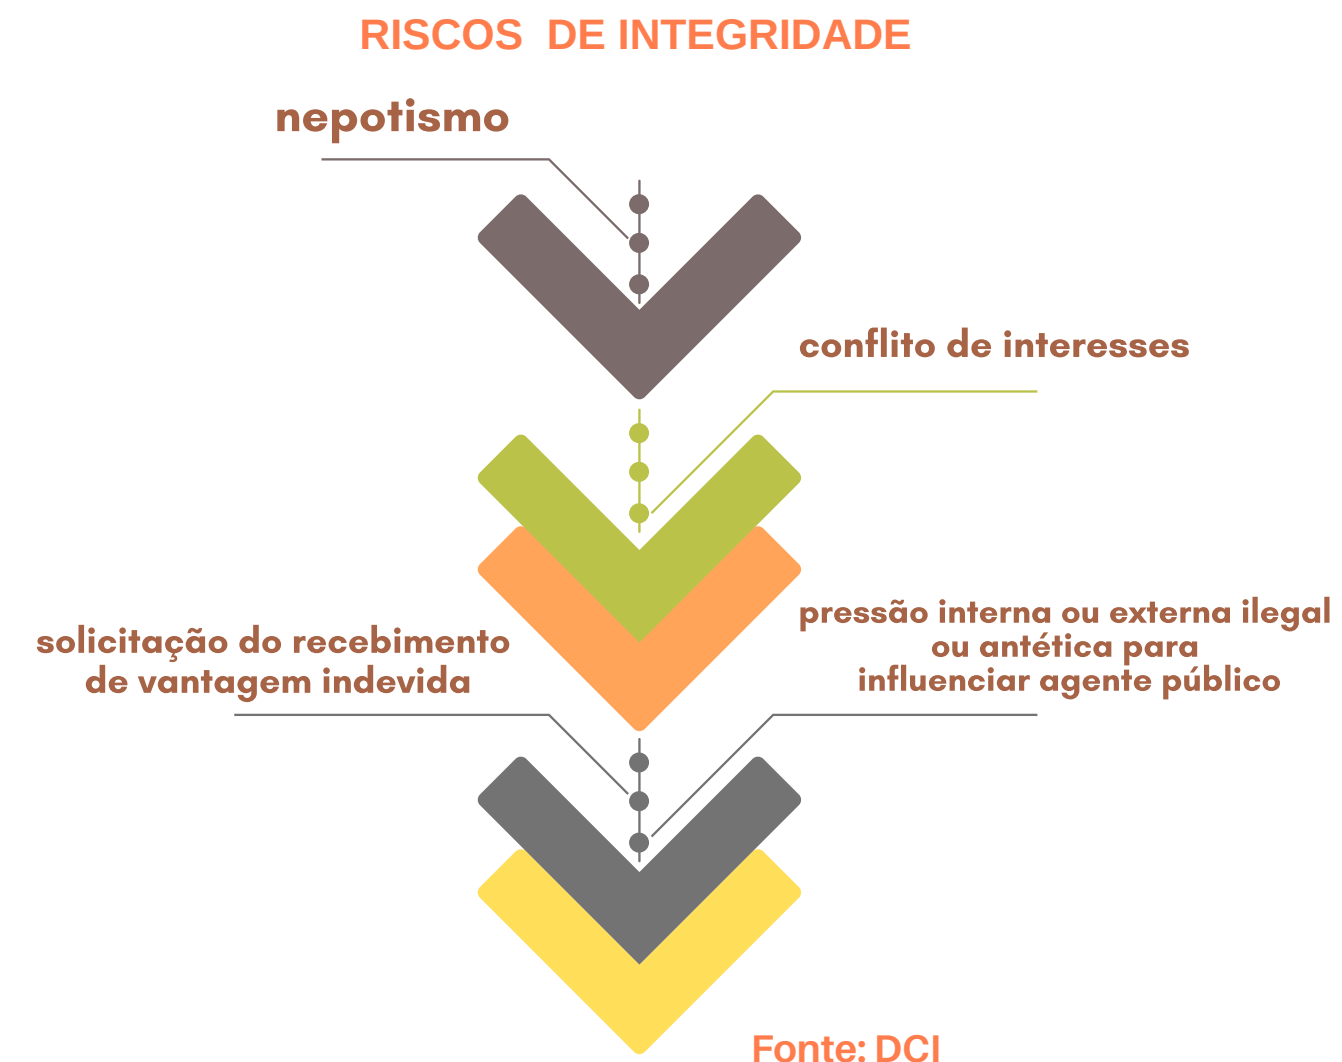 RISCOS DE INTEGRIDADE
nepotismo
conflito de interesses
solicitação do recebimento
de vantagem indevida
pressão interna ou externa ilegal
ou antética para
influenciar agente público
Fonte: DCI